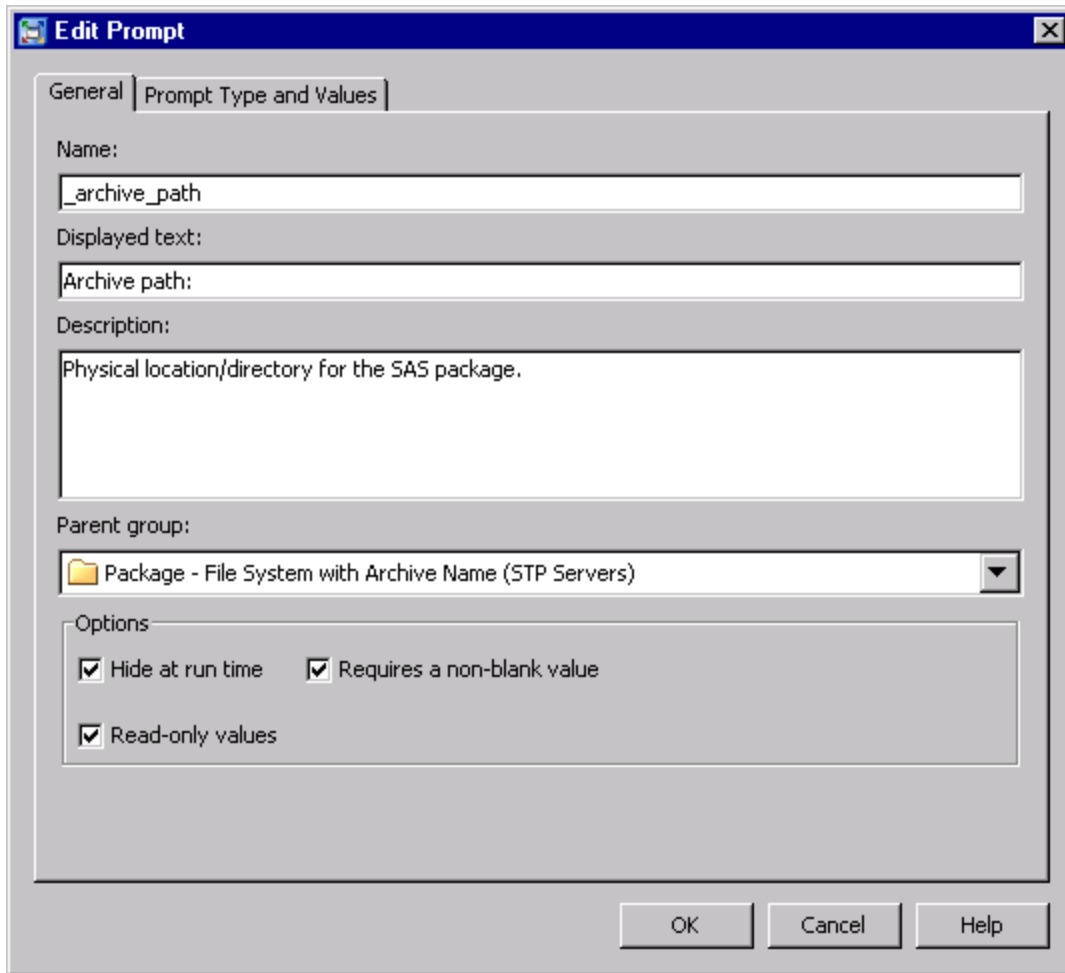 Edit Prompt
General
Prompt Type and Values
Name:
_archive_path
Displayed text:
Archive path:
Description:
Physical location/directory for the SAS package.
Parent group:
Package - File System with Archive Name (STP Servers)
Options
Hide at run time
Requires a non-blank value
Read-only values
OK
Cancel
Help